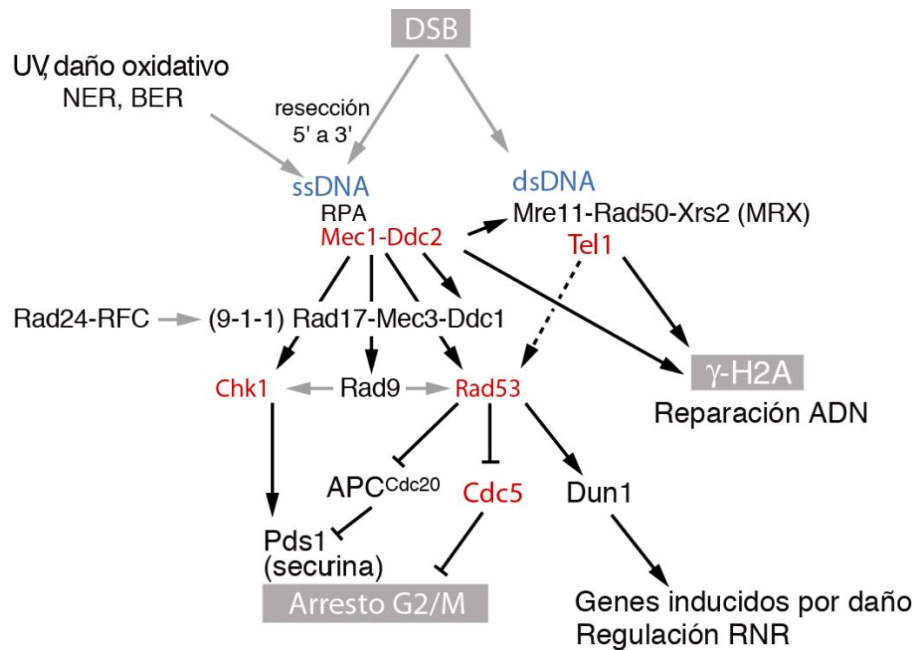 DSB
UV, daño oxidativo
NER, BER
resección
5' a 3'
ssDNA
RPA
Mec1-Ddc2
dsDNA
Mre11-Rad50-Xrs2 (MRX)
Tel1
Rad24-RFC
(9-1-1) Rad17-Mec3-Ddc1
Chk1
Rad9
Rad53
γ-H2A
Reparación ADN
APC Cdc20
Cdc5
Dun1
Pds1
(securina)
Arresto G2/M
Genes inducidos por daño
Regulación RNR